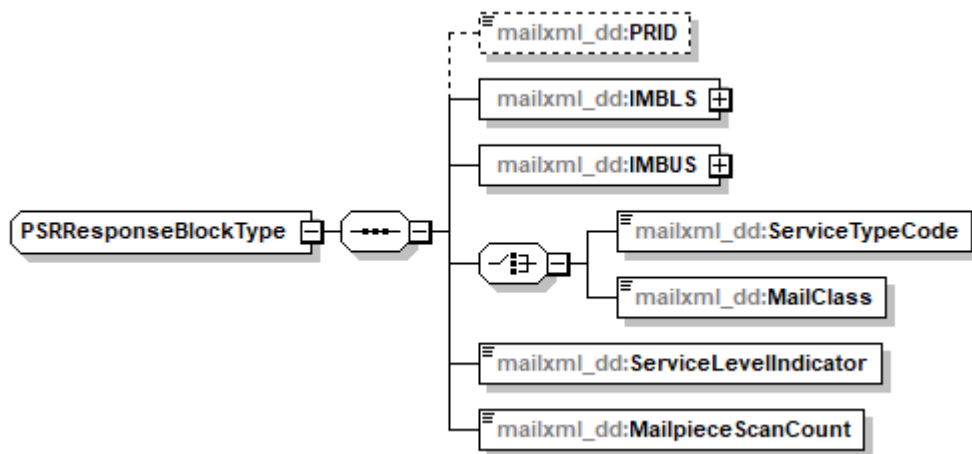 mailxml_dd:PRID
mailxml_dd:IMBLS
mailxml_dd:IMBUS
PSRResponseBlockType
mailxml_dd:ServiceTypeCode
mailxml_dd:MailClass
mailxml_dd:ServiceLevelIndicator
mailxml_dd:MailpieceScanCount